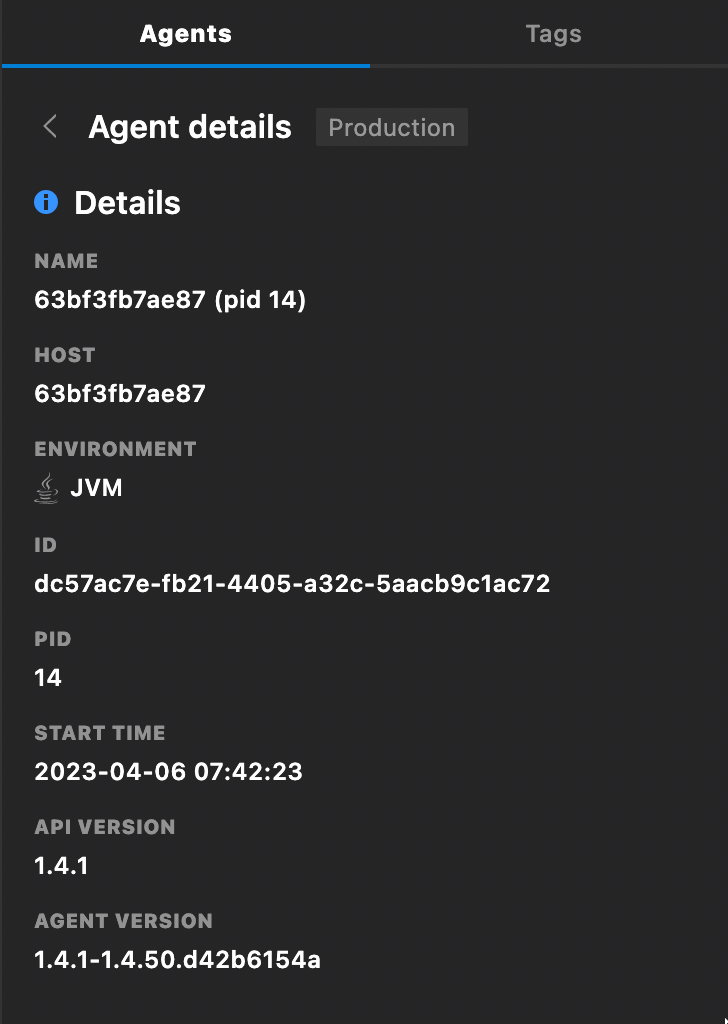 Agents Tags
Agent details Production
Details
NAME
63bf3fb7ae87 (pid 14)
HOST
63bf3fb7ae87
ENVIRONMENT
JVM
ID
dc57ac7e-fb21-4405-a32c-5aacb9c1ac72
PID
14
START TIME
2023-04-06 07:42:23
API VERSION
1.4.1
AGENT VERSION
1.4.1-1.4.50.d42b6154a